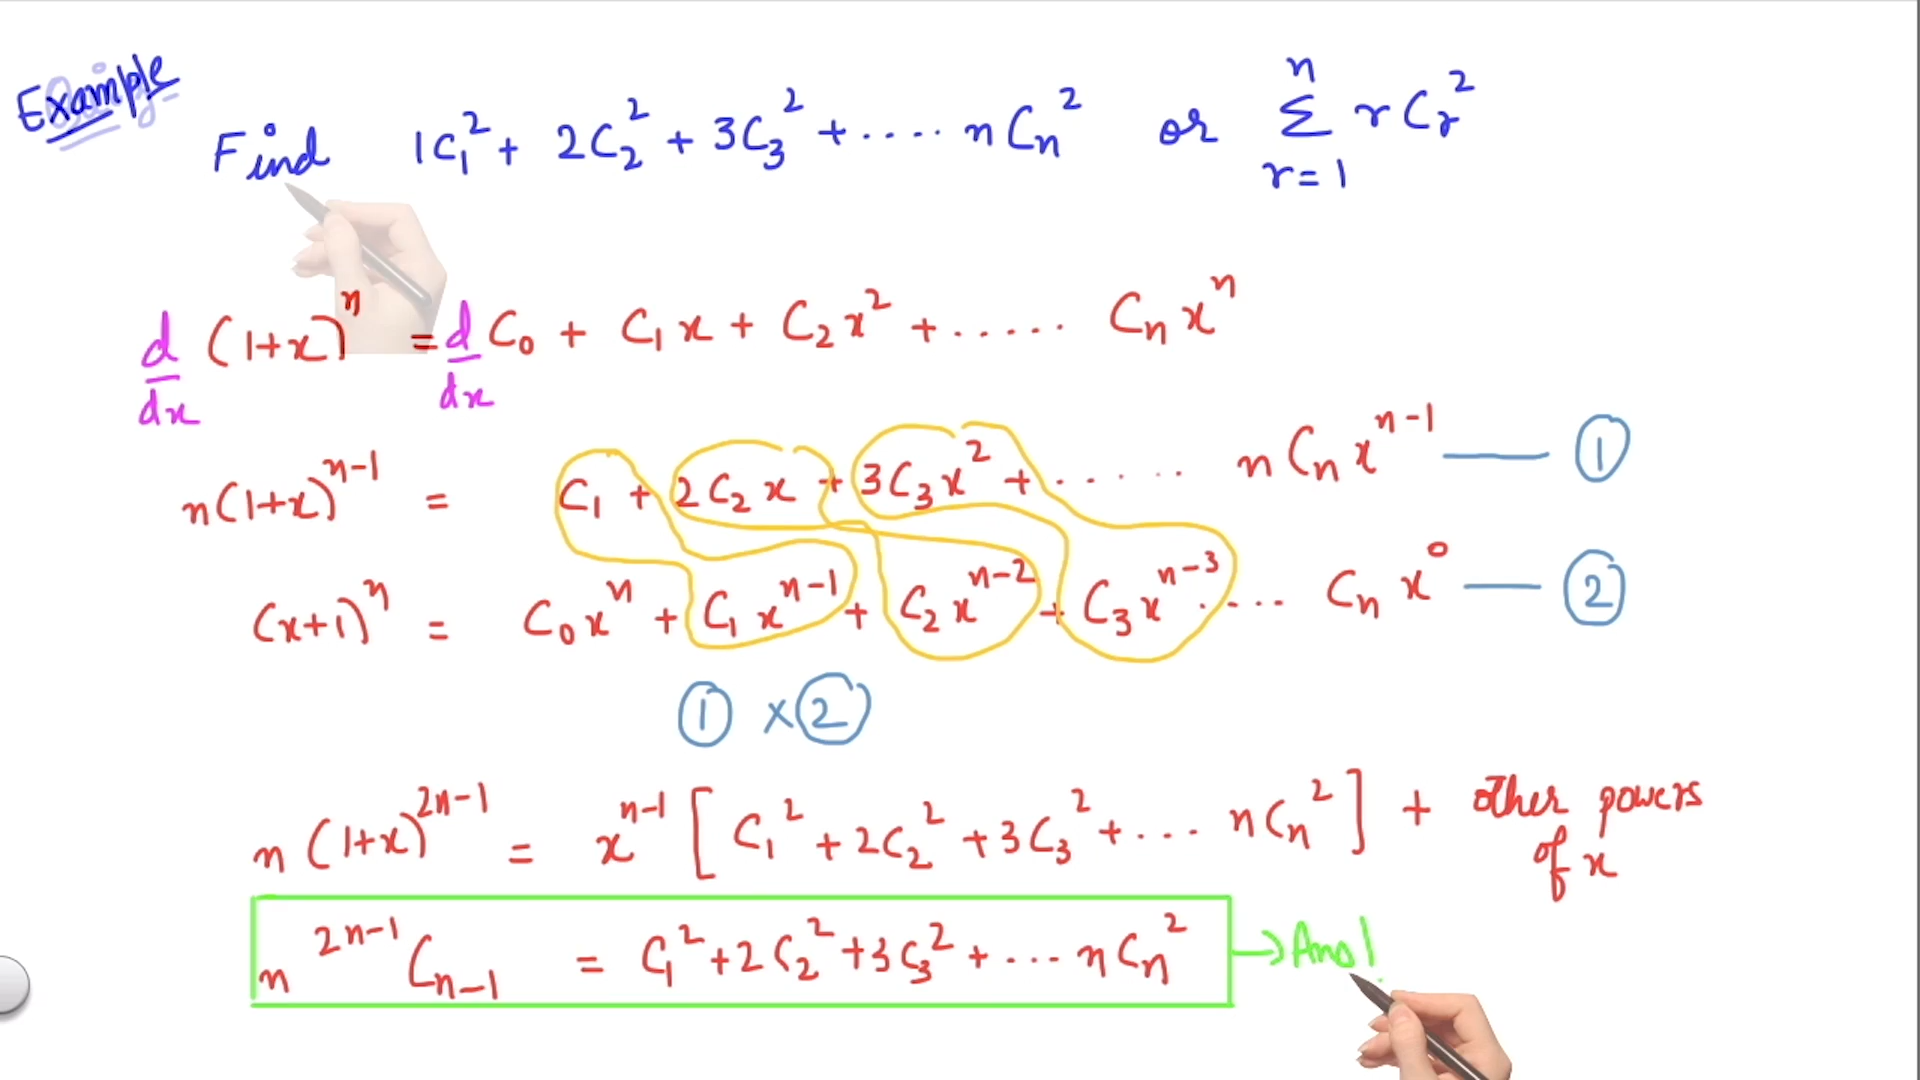 Example
Find 1C₁² + 2C₂² + 3C₃² + .... nCₙ² or Σ_{r=1}^{n} r Cᵣ²
d/dx (1+x)ⁿ = d/dx C₀ + C₁x + C₂x² + ..... Cₙxⁿ
n(1+x)ⁿ⁻¹ = C₁ + 2C₂x + 3C₃x² + ..... nCₙxⁿ⁻¹ — ①
(x+1)ⁿ = C₀xⁿ + C₁xⁿ⁻¹ + C₂xⁿ⁻² + C₃xⁿ⁻³ .... Cₙx⁰ — ②
① × ②
n(1+x)²ⁿ⁻¹ = xⁿ⁻¹ [C₁² + 2C₂² + 3C₃² + ... nCₙ²] + other powers
of x
n ²ⁿ⁻¹Cₙ₋₁ = C₁² + 2C₂² + 3C₃² + ... nCₙ² → Ans!